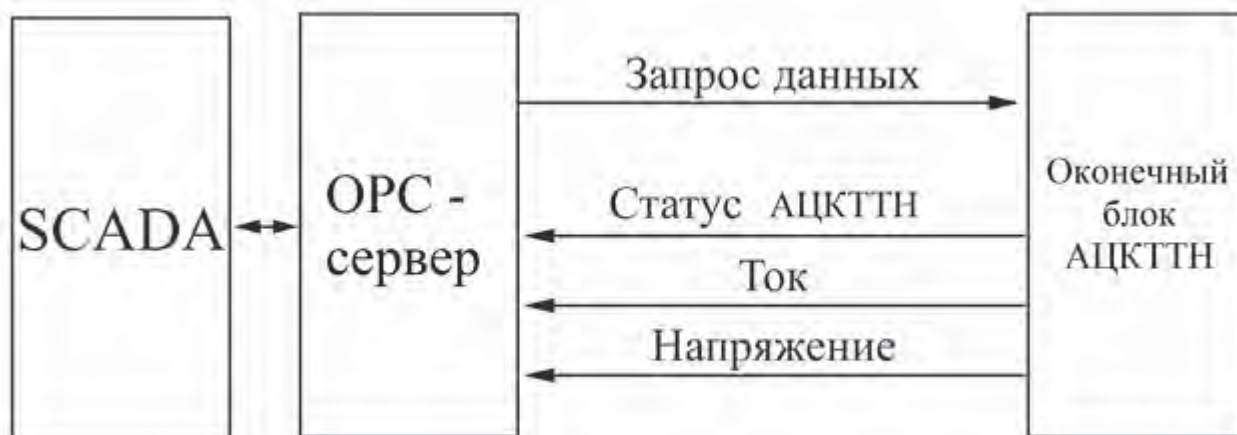 SCADA
OPC -
сервер
Запрос данных
Статус АЦКТТН
Ток
Напряжение
Оконечный
блок
АЦКТТН